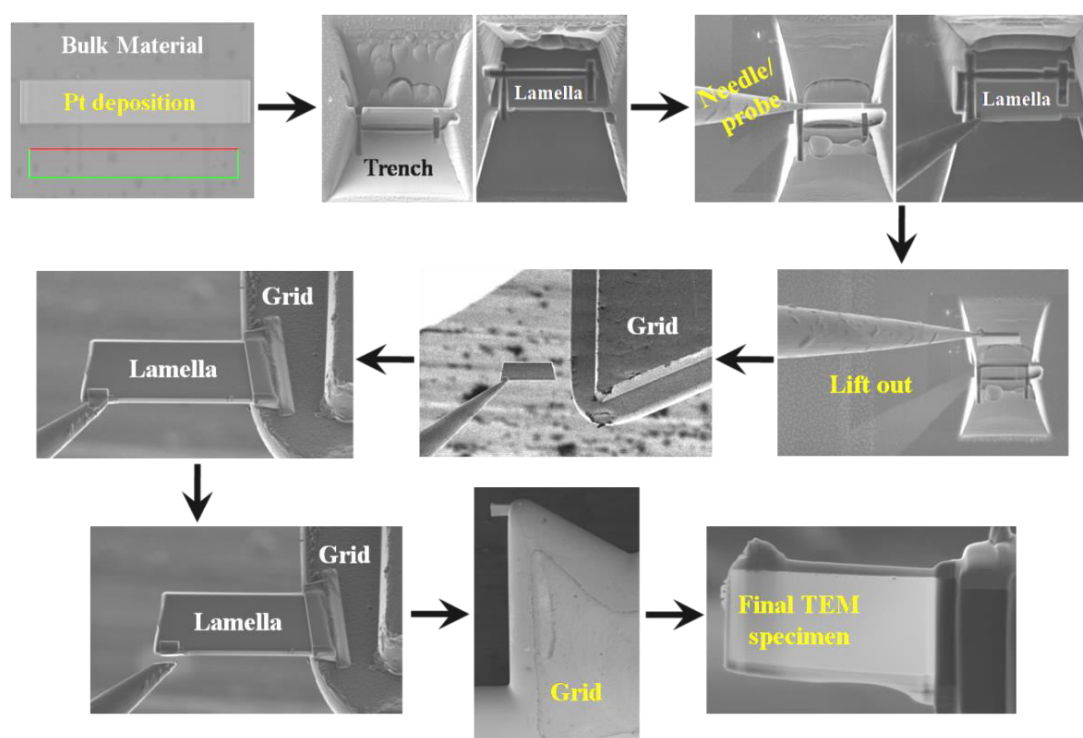 Bulk Material
Pt deposition
Trench
Lamella
Needle/
probe
Lamella
Lift out
Grid
Grid
Lamella
Grid
Lamella
Grid
Final TEM
specimen